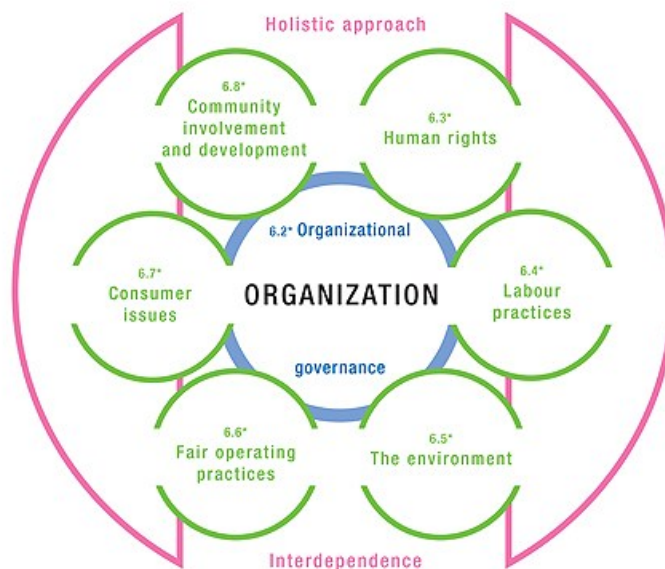 Holistic approach
6.8*
Community
involvement
and development
6.3*
Human rights
6.2* Organizational
6.7*
Consumer
issues
ORGANIZATION
6.4*
Labour
practices
governance
6.6*
Fair operating
practices
6.5*
The environment
Interdependence